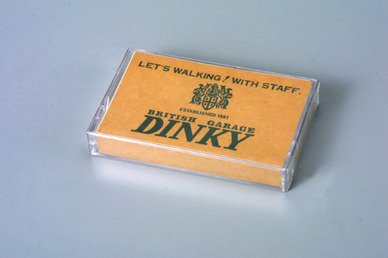 LET'S WALKING! WITH STAFF.
ESTABLISHED 1981
BRITISH GARAGE
DINKY